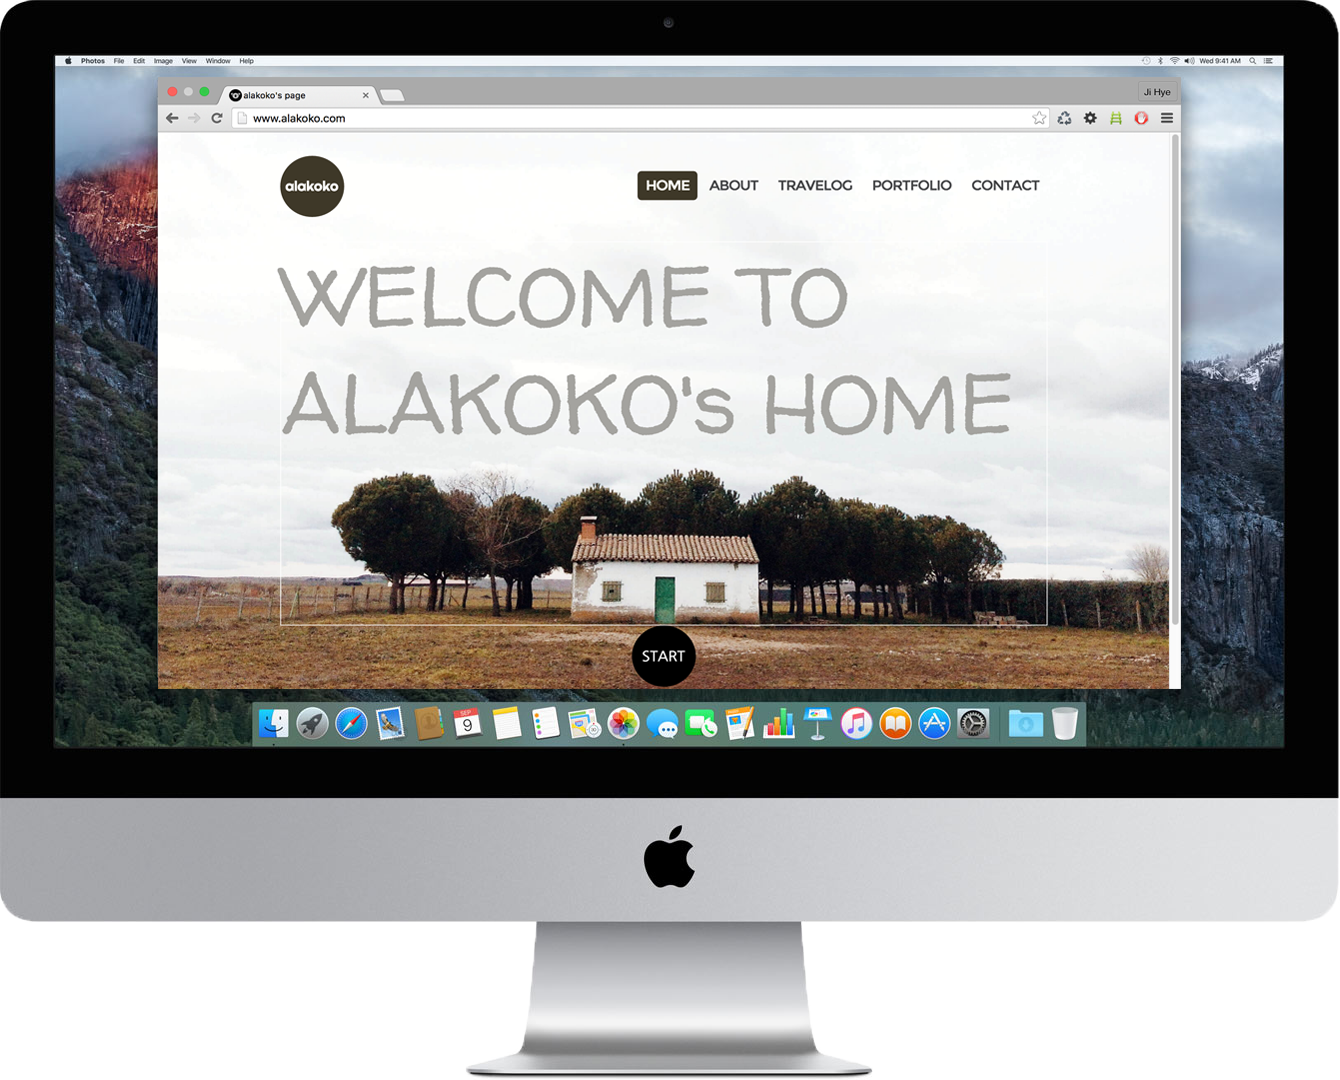 Photos File Edit Image View Window Help Wed 9:41 AM
alakoko's page Ji Hye
www.alakoko.com
alakoko HOME ABOUT TRAVELOG PORTFOLIO CONTACT
WELCOME TO
ALAKOKO's HOME
START
SEP
9